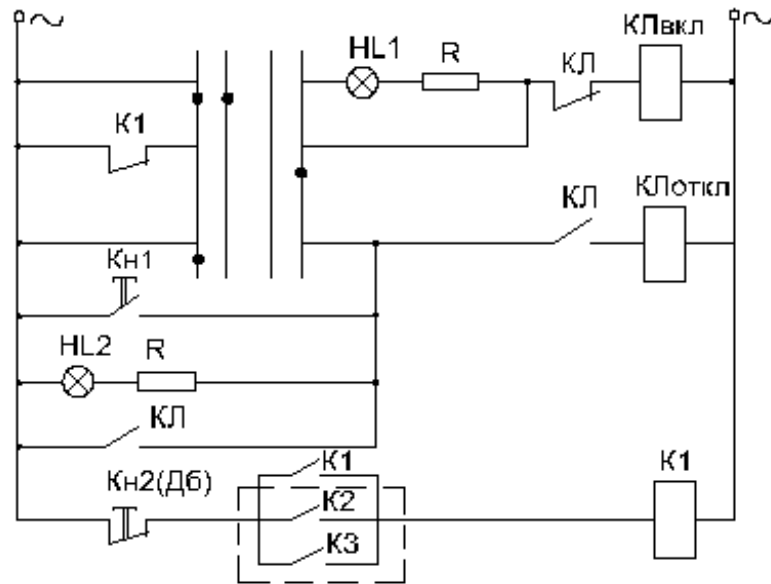 HL1 R КЛ КЛвкл
К1
КЛ КЛоткл
Кн1
HL2 R
КЛ
Кн2(Дб) К1 К1
К2
К3